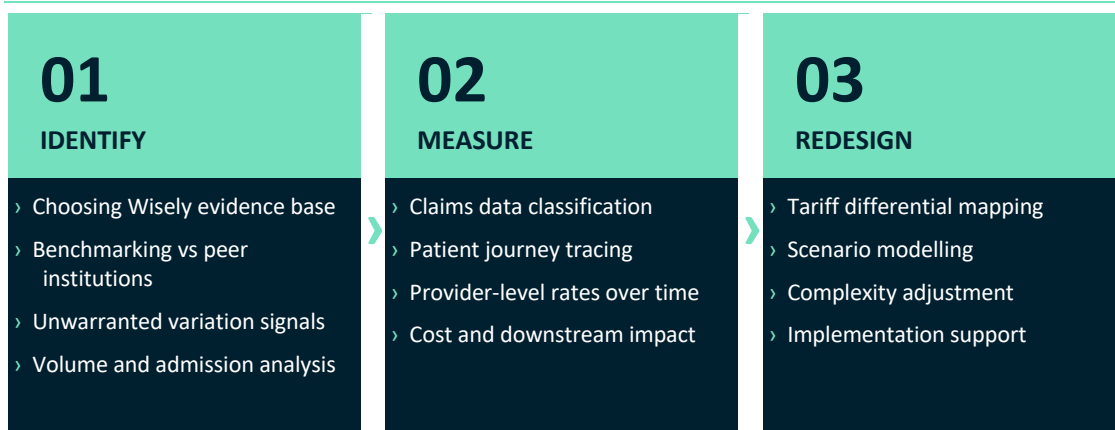 01
IDENTIFY
› Choosing Wisely evidence base
› Benchmarking vs peer
institutions
› Unwarranted variation signals
› Volume and admission analysis
02
MEASURE
› Claims data classification
› Patient journey tracing
› Provider-level rates over time
› Cost and downstream impact
03
REDESIGN
› Tariff differential mapping
› Scenario modelling
› Complexity adjustment
› Implementation support